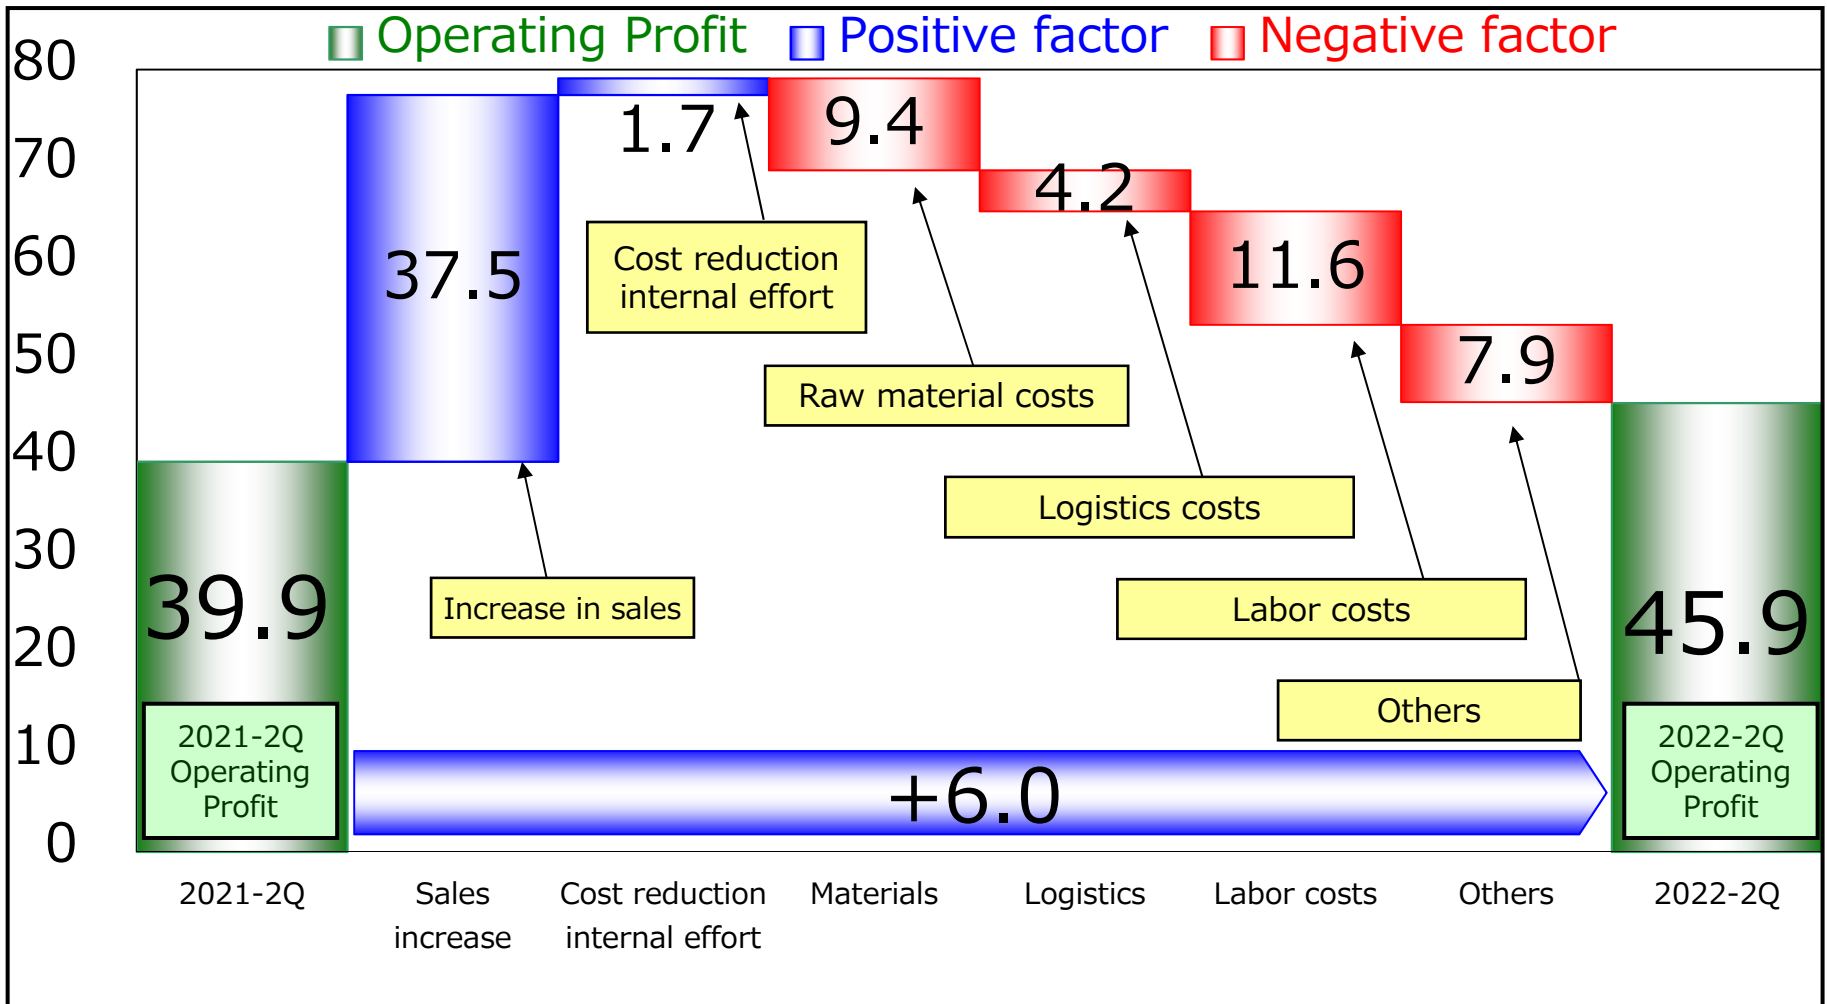 Operating Profit Positive factor Negative factor
80
70
60
50
40
30
20
10
0
39.9
37.5
1.7
9.4
4.2
11.6
7.9
45.9
Cost reduction
internal effort
Raw material costs
Logistics costs
Increase in sales
Labor costs
Others
2021-2Q
Operating
Profit
+6.0
2022-2Q
Operating
Profit
2021-2Q
Sales
increase
Cost reduction
internal effort
Materials
Logistics
Labor costs
Others
2022-2Q